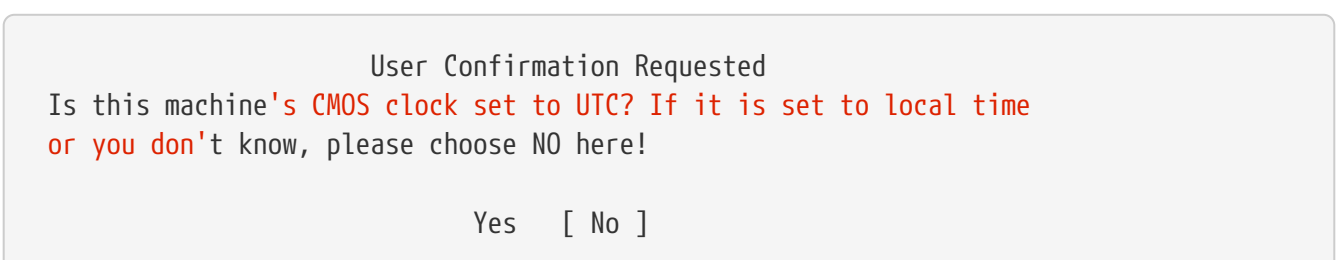 User Confirmation Requested
Is this machine's CMOS clock set to UTC? If it is set to local time
or you don't know, please choose NO here!
Yes [ No ]